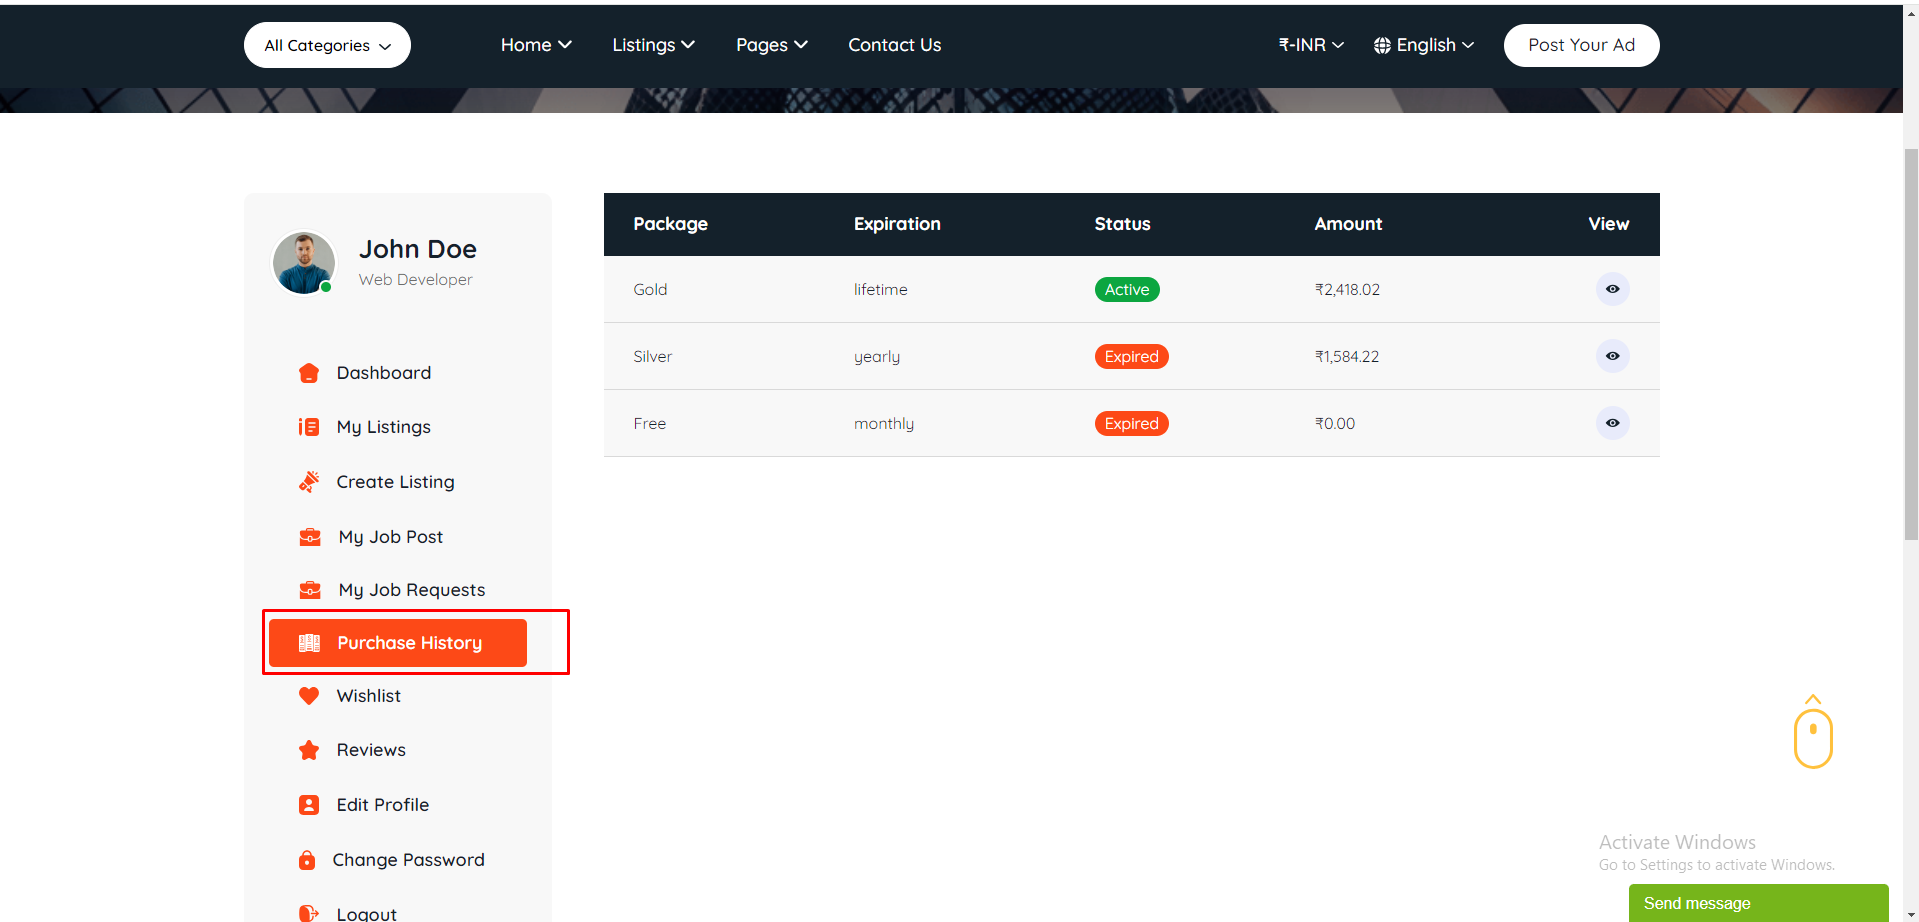 All Categories
Home
Listings
Pages
Contact Us
₹-INR
English
Post Your Ad
John Doe
Web Developer
Dashboard
My Listings
Create Listing
My Job Post
My Job Requests
Purchase History
Wishlist
Reviews
Edit Profile
Change Password
Logout
Package Expiration Status Amount View
Gold lifetime Active ₹2,418.02
Silver yearly Expired ₹1,584.22
Free monthly Expired ₹0.00
Activate Windows
Go to Settings to activate Windows.
Send message